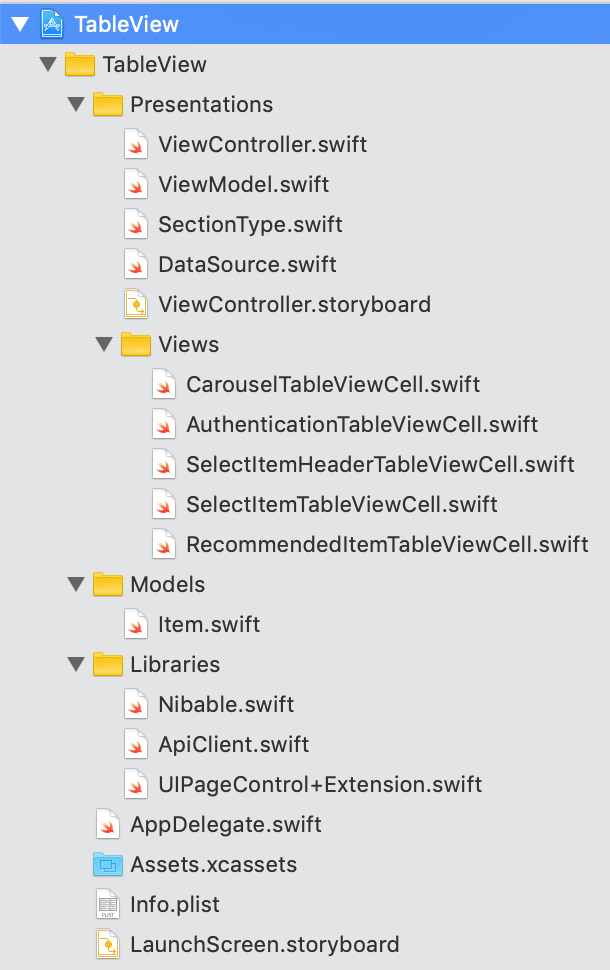 TableView
TableView
Presentations
ViewController.swift
ViewModel.swift
SectionType.swift
DataSource.swift
ViewController.storyboard
Views
CarouselTableViewCell.swift
AuthenticationTableViewCell.swift
SelectItemHeaderTableViewCell.swift
SelectItemTableViewCell.swift
RecommendedItemTableViewCell.swift
Models
Item.swift
Libraries
Nibable.swift
ApiClient.swift
UIPageControl+Extension.swift
AppDelegate.swift
Assets.xcassets
Info.plist
LaunchScreen.storyboard